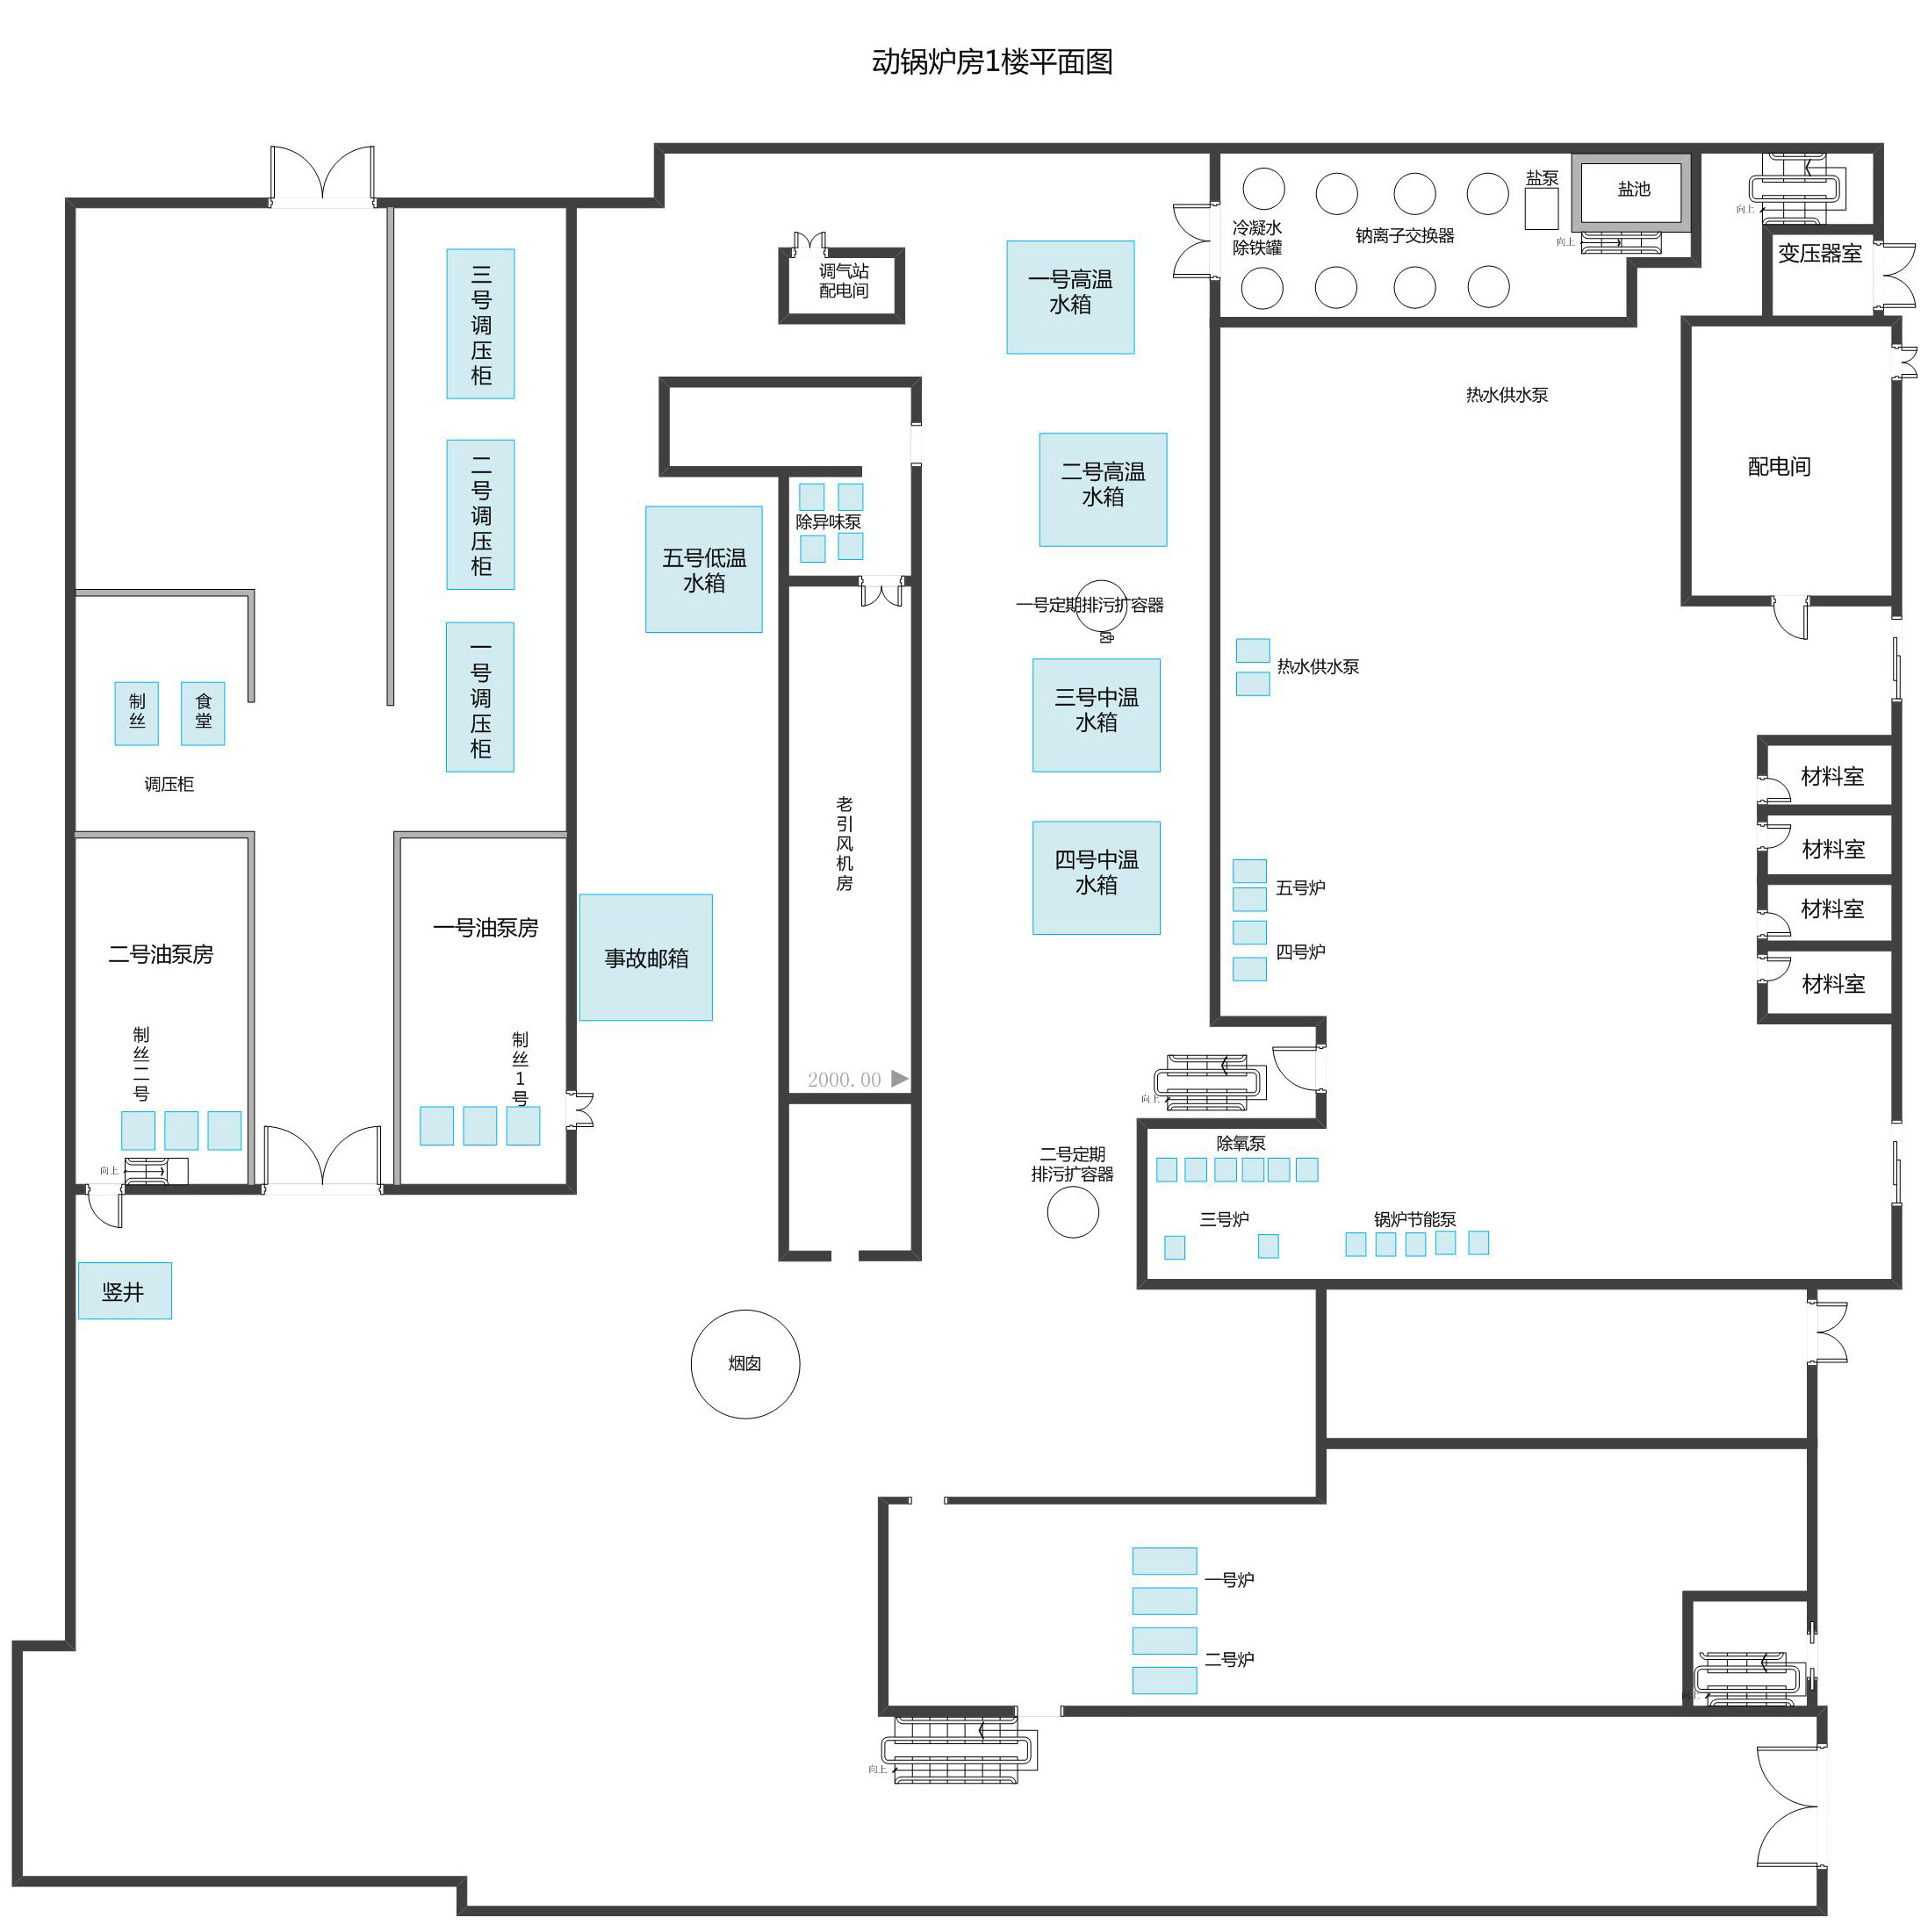 动锅炉房1楼平面图
盐泵
盐池
向上
冷凝水
除铁罐
钠离子交换器
向上
变压器室
调气站
配电间
一号高温
水箱
三号调压柜
热水供水泵
二号调压柜
二号高温
水箱
配电间
除异味泵
五号低温
水箱
一号定期排污扩容器
热水供水泵
一号调压柜
制丝
食堂
三号中温
水箱
调压柜
材料室
老引风机房
四号中温
水箱
材料室
五号炉
材料室
一号油泵房
二号油泵房
事故邮箱
四号炉
材料室
制丝二号
制丝1号
2000.00
向上
除氧泵
二号定期
排污扩容器
向上
三号炉
锅炉节能泵
竖井
烟囱
一号炉
二号炉
向上
向上